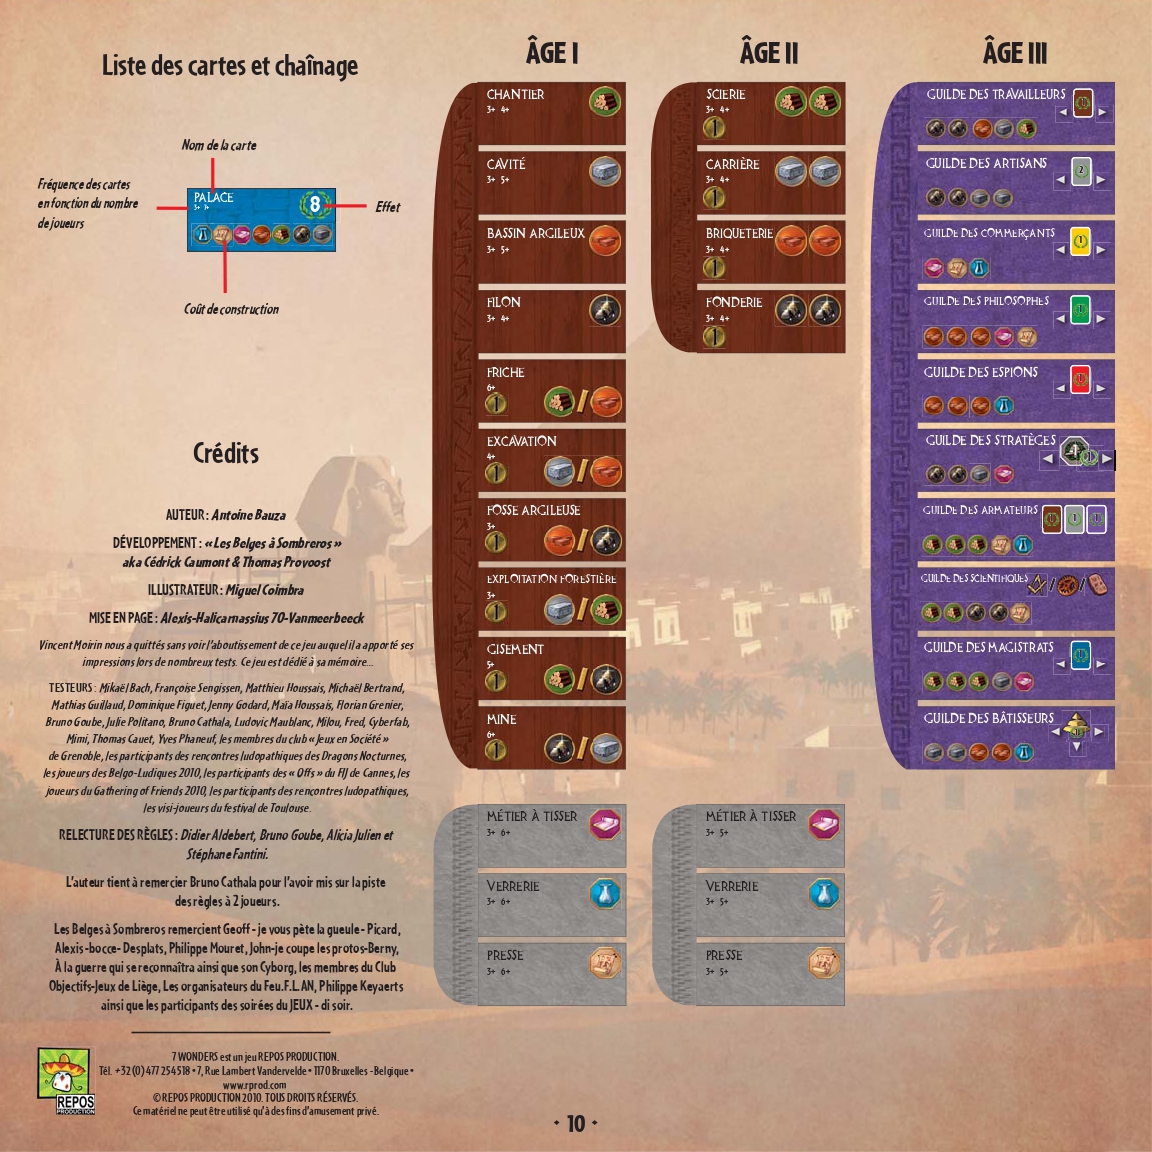 Liste des cartes et chaînage
Nom de la carte
Fréquence des cartes
en fonction du nombre
de joueurs
PALACE
3+ 7+
8
Effet
Coût de construction
Crédits
AUTEUR : Antoine Bauza
DÉVELOPPEMENT : « Les Belges à Sombreros »
aka Cédrick Caumont & Thomas Provoost
ILLUSTRATEUR : Miguel Coimbra
MISE EN PAGE : Alexis-Halicarnassius 70-Vanmeerbeeck
Vincent Moirin nous a quittés sans voir l'aboutissement de ce jeu auquel il a apporté ses
impressions lors de nombreux tests. Ce jeu est dédié à sa mémoire...
TESTEURS : Mikaël Bach, Françoise Sengissen, Matthieu Houssais, Michaël Bertrand,
Mathias Guillaud, Dominique Figuet, Jenny Godard, Maïa Houssais, Florian Grenier,
Bruno Goube, Julie Politano, Bruno Cathala, Ludovic Maublanc, Milou, Fred, Cyberfab,
Mimi, Thomas Cauet, Yves Phaneuf, les membres du club « Jeux en Société »
de Grenoble, les participants des rencontres ludopathiques des Dragons Nocturnes,
les joueurs des Belgo-Ludiques 2010, les participants des « Offs » du FIJ de Cannes, les
joueurs du Gathering of Friends 2010, les participants des rencontres ludopathiques,
les visi-joueurs du festival de Toulouse.
RELECTURE DES RÈGLES : Didier Aldebert, Bruno Goube, Alicia Julien et
Stéphane Fantini.
L'auteur tient à remercier Bruno Cathala pour l'avoir mis sur la piste
des règles à 2 joueurs.
Les Belges à Sombreros remercient Geoff - je vous pète la gueule - Picard,
Alexis -bocce- Desplats, Philippe Mouret, John-je coupe les protos-Berny,
À la guerre qui se reconnaîtra ainsi que son Cyborg, les membres du Club
Objectifs-Jeux de Liège, Les organisateurs du Feu.F.L.AN, Philippe Keyaerts
ainsi que les participants des soirées du JEUX - di soir.
REPOS
PRODUCTION
7 WONDERS est un jeu REPOS PRODUCTION.
Tél. +32 (0) 477 254 518 • 7, Rue Lambert Vandervelde • 1170 Bruxelles - Belgique •
www.rprod.com
© REPOS PRODUCTION 2010. TOUS DROITS RÉSERVÉS.
Ce matériel ne peut être utilisé qu'à des fins d'amusement privé.
ÂGE I
CHANTIER
3+ 4+
CAVITÉ
3+ 5+
BASSIN ARGILEUX
3+ 5+
FILON
3+ 4+
FRICHE
6+
1 /
EXCAVATION
4+
1 /
FOSSE ARGILEUSE
3+
1 /
EXPLOITATION FORESTIÈRE
3+
1 /
GISEMENT
5+
1 /
MINE
6+
1 /
MÉTIER À TISSER
3+ 6+
VERRERIE
3+ 6+
PRESSE
3+ 6+
ÂGE II
SCIERIE
3+ 4+
1
CARRIÈRE
3+ 4+
1
BRIQUETERIE
3+ 4+
1
FONDERIE
3+ 4+
1
MÉTIER À TISSER
3+ 5+
VERRERIE
3+ 5+
PRESSE
3+ 5+
ÂGE III
GUILDE DES TRAVAILLEURS
1
GUILDE DES ARTISANS
2
GUILDE DES COMMERÇANTS
1
GUILDE DES PHILOSOPHES
1
GUILDE DES ESPIONS
1
GUILDE DES STRATÈGES
-1 1
GUILDE DES ARMATEURS
1 1 1
GUILDE DES SCIENTIFIQUES
/ /
GUILDE DES MAGISTRATS
1
GUILDE DES BÂTISSEURS
1
• 10 •